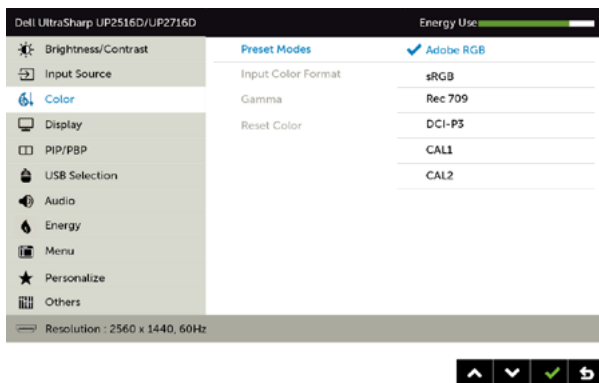 Dell UltraSharp UP2516D/UP2716D Energy Use
Brightness/Contrast Preset Modes Adobe RGB
Input Source Input Color Format sRGB
Color Gamma Rec 709
Display Reset Color DCI-P3
PIP/PBP CAL1
USB Selection CAL2
Audio
Energy
Menu
Personalize
Others
Resolution : 2560 x 1440, 60Hz